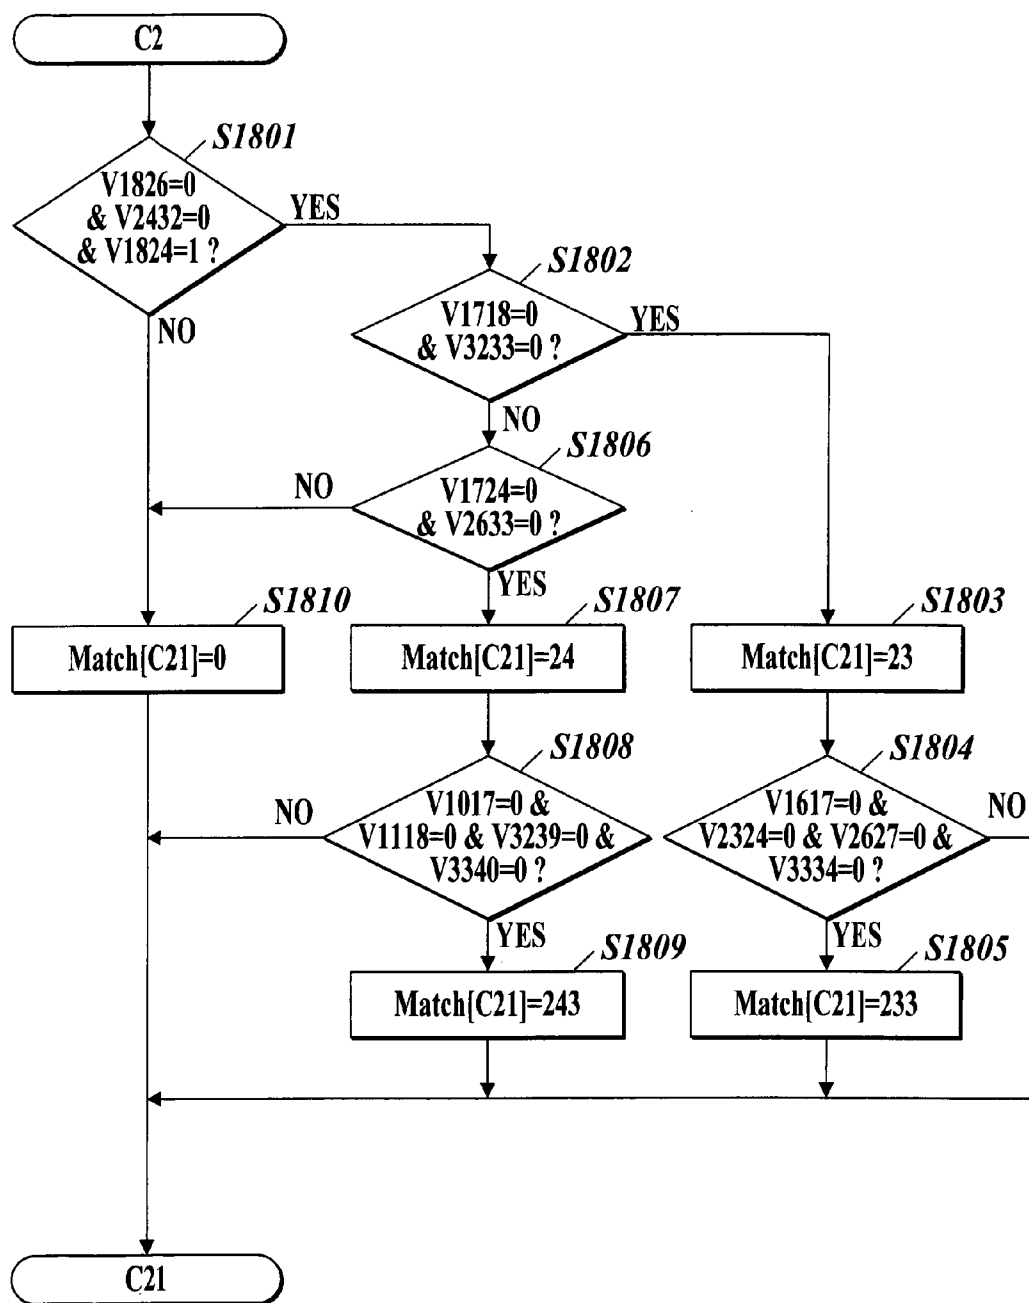 C2
S1801
V1826=0
& V2432=0
& V1824=1 ?
YES
NO
S1802
V1718=0
& V3233=0 ?
YES
NO
S1806
V1724=0
& V2633=0 ?
NO
YES
S1810
Match[C21]=0
S1807
Match[C21]=24
S1803
Match[C21]=23
S1808
V1017=0 &
V1118=0 & V3239=0 &
V3340=0 ?
NO
YES
S1804
V1617=0 &
V2324=0 & V2627=0 &
V3334=0 ?
NO
YES
S1809
Match[C21]=243
S1805
Match[C21]=233
C21